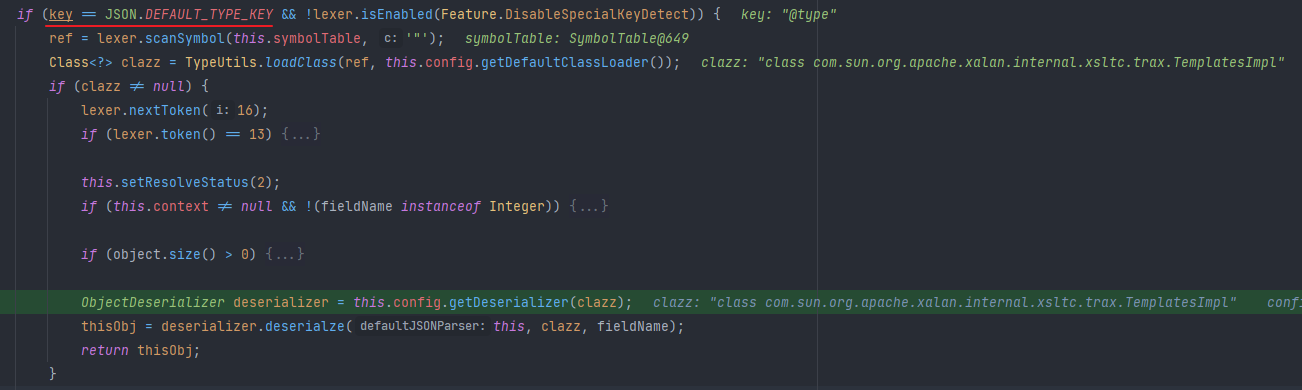 if (key == JSON.DEFAULT_TYPE_KEY && !lexer.isEnabled(Feature.DisableSpecialKeyDetect)) {   key: "@type"
    ref = lexer.scanSymbol(this.symbolTable,  c: '"');   symbolTable: SymbolTable@649
    Class<?> clazz = TypeUtils.loadClass(ref, this.config.getDefaultClassLoader());   clazz: "class com.sun.org.apache.xalan.internal.xsltc.trax.TemplatesImpl"
    if (clazz ≠ null) {
        lexer.nextToken( i: 16);
        if (lexer.token() == 13) {...}
        this.setResolveStatus(2);
        if (this.context ≠ null && !(fieldName instanceof Integer)) {...}
        if (object.size() > 0) {...}
        ObjectDeserializer deserializer = this.config.getDeserializer(clazz);   clazz: "class com.sun.org.apache.xalan.internal.xsltc.trax.TemplatesImpl"    confi
        thisObj = deserializer.deserialze( defaultJSONParser: this, clazz, fieldName);
        return thisObj;
    }